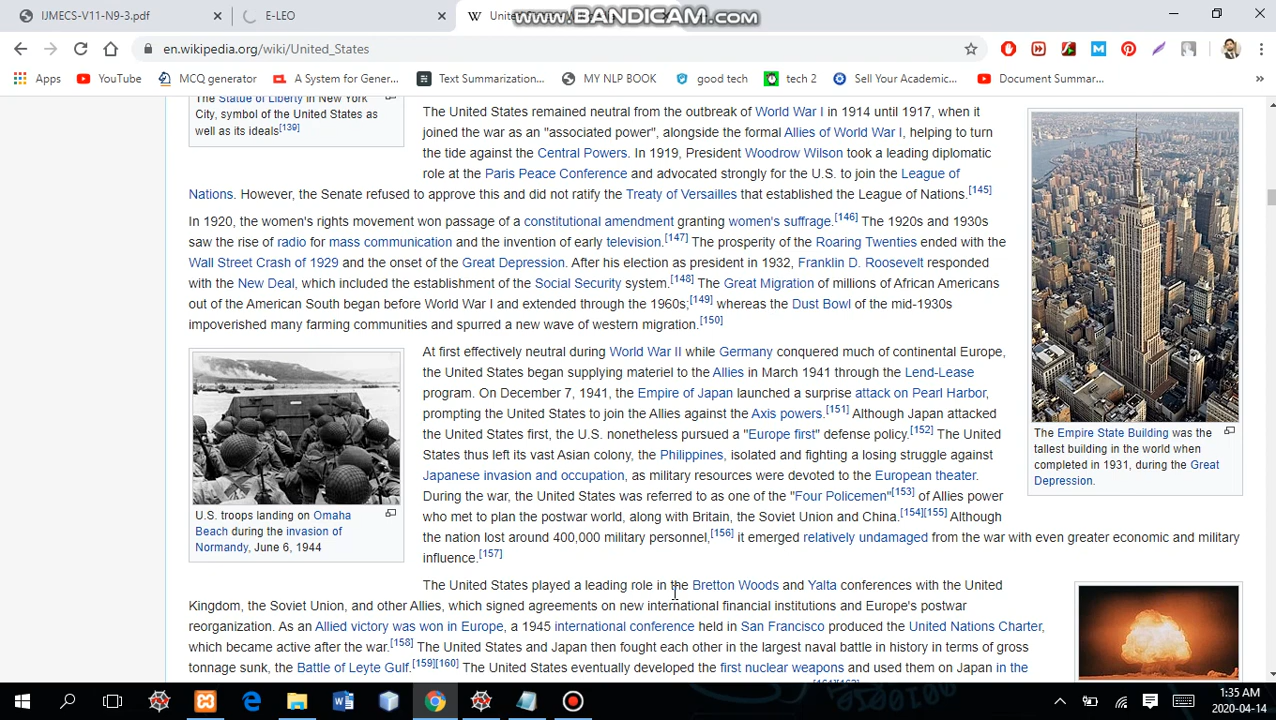 IJMECS-V11-N9-3.pdf
E-LEO
United
WWW.BANDICAM.COM
en.wikipedia.org/wiki/United_States
Apps
YouTube
MCQ generator
A System for Gener...
Text Summarization...
MY NLP BOOK
good tech
tech 2
Sell Your Academic...
Document Summar...
»
The Statue of Liberty in New York
City, symbol of the United States as
well as its ideals[139]
The United States remained neutral from the outbreak of World War I in 1914 until 1917, when it
joined the war as an "associated power", alongside the formal Allies of World War I, helping to turn
the tide against the Central Powers. In 1919, President Woodrow Wilson took a leading diplomatic
role at the Paris Peace Conference and advocated strongly for the U.S. to join the League of
Nations. However, the Senate refused to approve this and did not ratify the Treaty of Versailles that established the League of Nations.[145]
In 1920, the women's rights movement won passage of a constitutional amendment granting women's suffrage.[146] The 1920s and 1930s
saw the rise of radio for mass communication and the invention of early television.[147] The prosperity of the Roaring Twenties ended with the
Wall Street Crash of 1929 and the onset of the Great Depression. After his election as president in 1932, Franklin D. Roosevelt responded
with the New Deal, which included the establishment of the Social Security system.[148] The Great Migration of millions of African Americans
out of the American South began before World War I and extended through the 1960s;[149] whereas the Dust Bowl of the mid-1930s
impoverished many farming communities and spurred a new wave of western migration.[150]
The Empire State Building was the
tallest building in the world when
completed in 1931, during the Great
Depression.
U.S. troops landing on Omaha
Beach during the invasion of
Normandy, June 6, 1944
At first effectively neutral during World War II while Germany conquered much of continental Europe,
the United States began supplying materiel to the Allies in March 1941 through the Lend-Lease
program. On December 7, 1941, the Empire of Japan launched a surprise attack on Pearl Harbor,
prompting the United States to join the Allies against the Axis powers.[151] Although Japan attacked
the United States first, the U.S. nonetheless pursued a "Europe first" defense policy.[152] The United
States thus left its vast Asian colony, the Philippines, isolated and fighting a losing struggle against
Japanese invasion and occupation, as military resources were devoted to the European theater.
During the war, the United States was referred to as one of the "Four Policemen"[153] of Allies power
who met to plan the postwar world, along with Britain, the Soviet Union and China.[154][155] Although
the nation lost around 400,000 military personnel,[156] it emerged relatively undamaged from the war with even greater economic and military
influence.[157]
The United States played a leading role in the Bretton Woods and Yalta conferences with the United
Kingdom, the Soviet Union, and other Allies, which signed agreements on new international financial institutions and Europe's postwar
reorganization. As an Allied victory was won in Europe, a 1945 international conference held in San Francisco produced the United Nations Charter,
which became active after the war.[158] The United States and Japan then fought each other in the largest naval battle in history in terms of gross
tonnage sunk, the Battle of Leyte Gulf.[159][160] The United States eventually developed the first nuclear weapons and used them on Japan in the
1:35 AM
2020-04-14